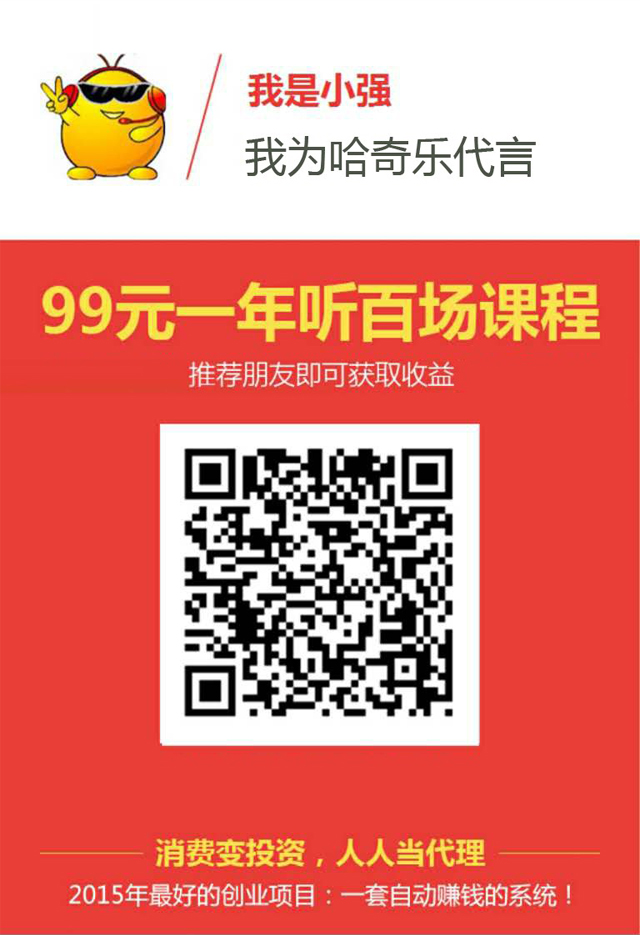 我是小强
我为哈奇乐代言
99元一年听百场课程
推荐朋友即可获取收益
消费变投资，人人当代理
2015年最好的创业项目：一套自动赚钱的系统！